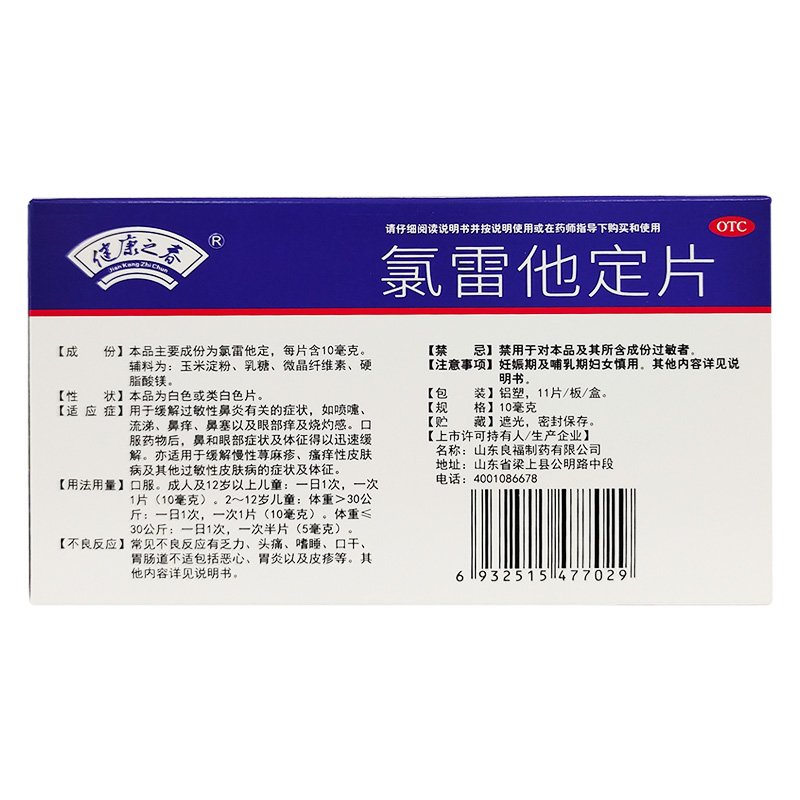 健康之春
Jian Kang Zhi Chun
®
请仔细阅读说明书并按说明使用或在药师指导下购买和使用
OTC
氯雷他定片
【成 份】本品主要成份为氯雷他定，每片含10毫克。
辅料为：玉米淀粉、乳糖、微晶纤维素、硬
脂酸镁。
【性 状】本品为白色或类白色片。
【适 应 症】用于缓解过敏性鼻炎有关的症状，如喷嚏、
流涕、鼻痒、鼻塞以及眼部痒及烧灼感。口
服药物后，鼻和眼部症状及体征得以迅速缓
解。亦适用于缓解慢性荨麻疹、瘙痒性皮肤
病及其他过敏性皮肤病的症状及体征。
【用法用量】口服。成人及12岁以上儿童：一日1次，一次
1片（10毫克）。2～12岁儿童：体重＞30公
斤：一日1次，一次1片（10毫克）。体重≤
30公斤：一日1次，一次半片（5毫克）。
【不良反应】常见不良反应有乏力、头痛、嗜睡、口干、
胃肠道不适包括恶心、胃炎以及皮疹等。其
他内容详见说明书。
【禁 忌】禁用于对本品及其所含成份过敏者。
【注意事项】妊娠期及哺乳期妇女慎用。其他内容详见说
明书。
【包 装】铝塑，11片/板/盒。
【规 格】10毫克
【贮 藏】遮光，密封保存。
【上市许可持有人/生产企业】
名称：山东良福制药有限公司
地址：山东省梁上县公明路中段
电话：4001086678
6 932515 477029